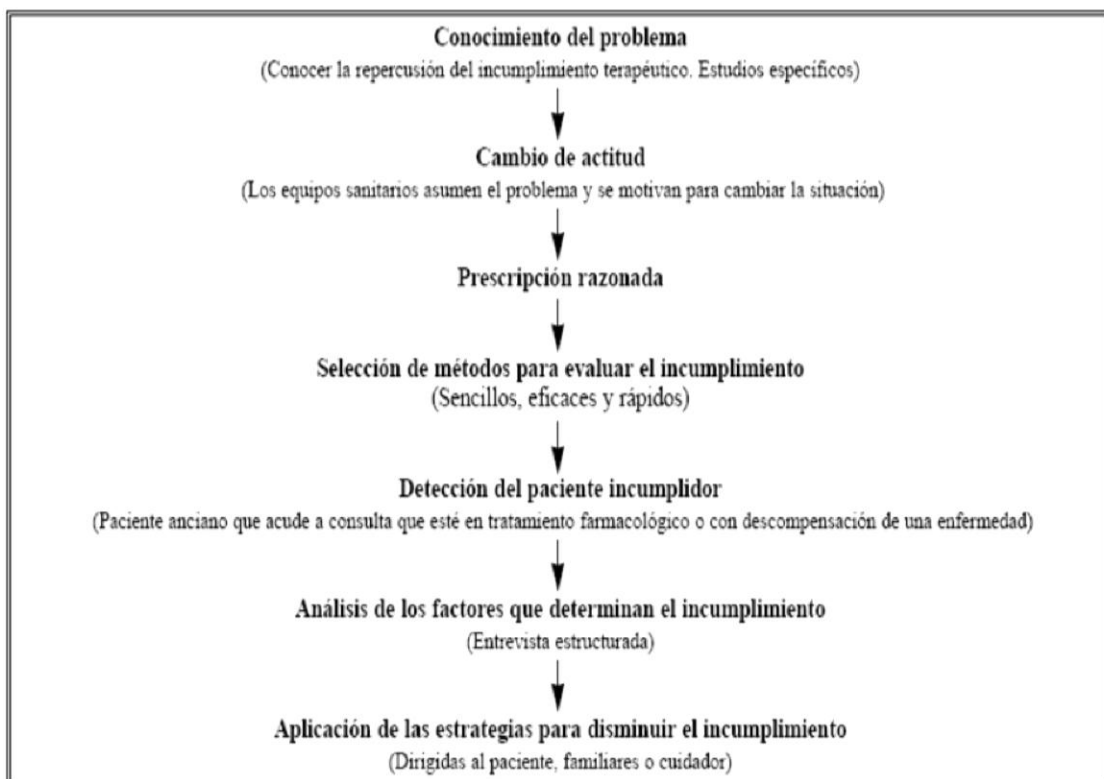 Conocimiento del problema
(Conocer la repercusión del incumplimiento terapéutico. Estudios específicos)
Cambio de actitud
(Los equipos sanitarios asumen el problema y se motivan para cambiar la situación)
Prescripción razonada
Selección de métodos para evaluar el incumplimiento
(Sencillos, eficaces y rápidos)
Detección del paciente incumplidor
(Paciente anciano que acude a consulta que esté en tratamiento farmacológico o con descompensación de una enfermedad)
Análisis de los factores que determinan el incumplimiento
(Entrevista estructurada)
Aplicación de las estrategias para disminuir el incumplimiento
(Dirigidas al paciente, familiares o cuidador)